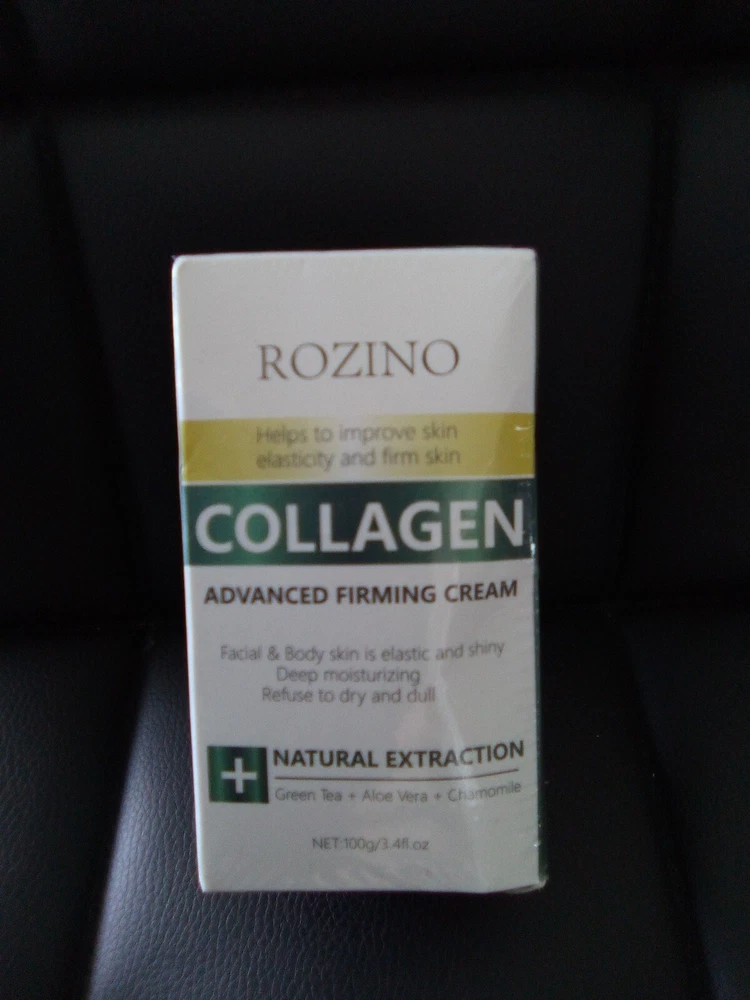 ROZINO
Helps to improve skin
elasticity and firm skin
COLLAGEN
ADVANCED FIRMING CREAM
Facial & Body skin is elastic and shiny
Deep moisturizing
Refuse to dry and dull
NATURAL EXTRACTION
Green Tea + Aloe Vera + Chamomile
NET:100g/3.4fl.oz